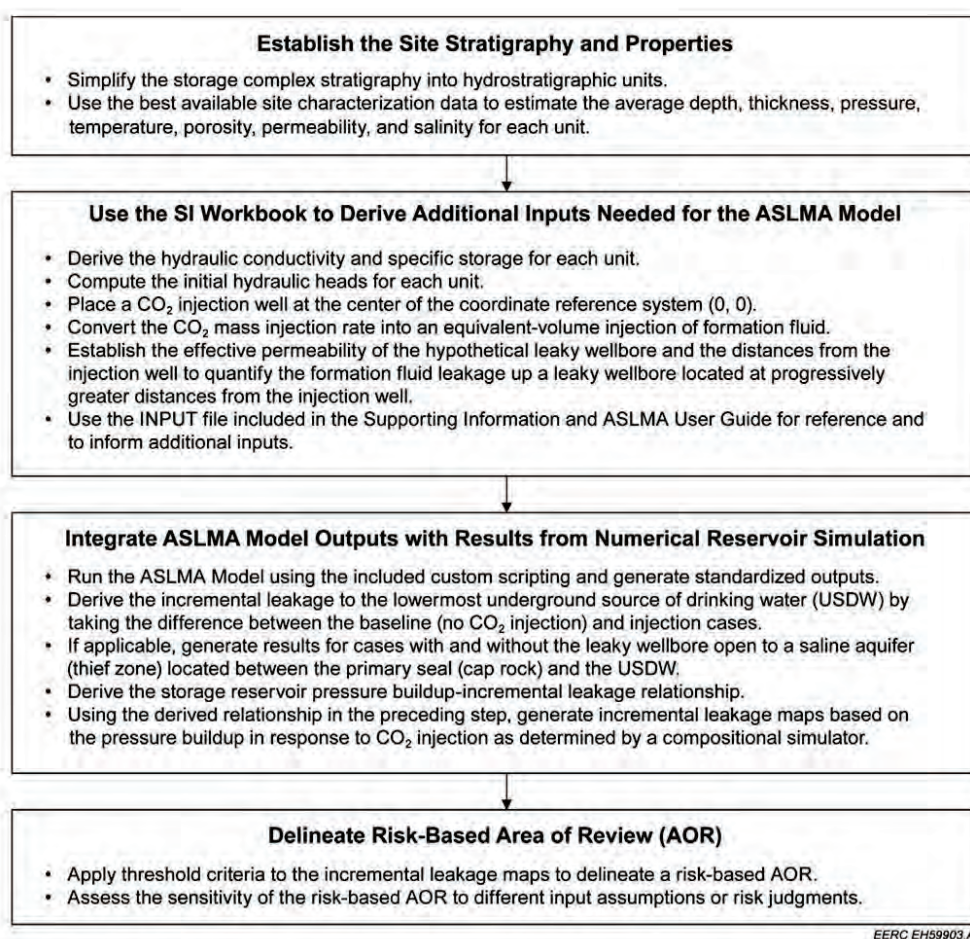 Establish the Site Stratigraphy and Properties
• Simplify the storage complex stratigraphy into hydrostratigraphic units.
• Use the best available site characterization data to estimate the average depth, thickness, pressure,
temperature, porosity, permeability, and salinity for each unit.
Use the SI Workbook to Derive Additional Inputs Needed for the ASLMA Model
• Derive the hydraulic conductivity and specific storage for each unit.
• Compute the initial hydraulic heads for each unit.
• Place a CO₂ injection well at the center of the coordinate reference system (0, 0).
• Convert the CO₂ mass injection rate into an equivalent-volume injection of formation fluid.
• Establish the effective permeability of the hypothetical leaky wellbore and the distances from the
injection well to quantify the formation fluid leakage up a leaky wellbore located at progressively
greater distances from the injection well.
• Use the INPUT file included in the Supporting Information and ASLMA User Guide for reference and
to inform additional inputs.
Integrate ASLMA Model Outputs with Results from Numerical Reservoir Simulation
• Run the ASLMA Model using the included custom scripting and generate standardized outputs.
• Derive the incremental leakage to the lowermost underground source of drinking water (USDW) by
taking the difference between the baseline (no CO₂ injection) and injection cases.
• If applicable, generate results for cases with and without the leaky wellbore open to a saline aquifer
(thief zone) located between the primary seal (cap rock) and the USDW.
• Derive the storage reservoir pressure buildup-incremental leakage relationship.
• Using the derived relationship in the preceding step, generate incremental leakage maps based on
the pressure buildup in response to CO₂ injection as determined by a compositional simulator.
Delineate Risk-Based Area of Review (AOR)
• Apply threshold criteria to the incremental leakage maps to delineate a risk-based AOR.
• Assess the sensitivity of the risk-based AOR to different input assumptions or risk judgments.
EERC EH59903.A